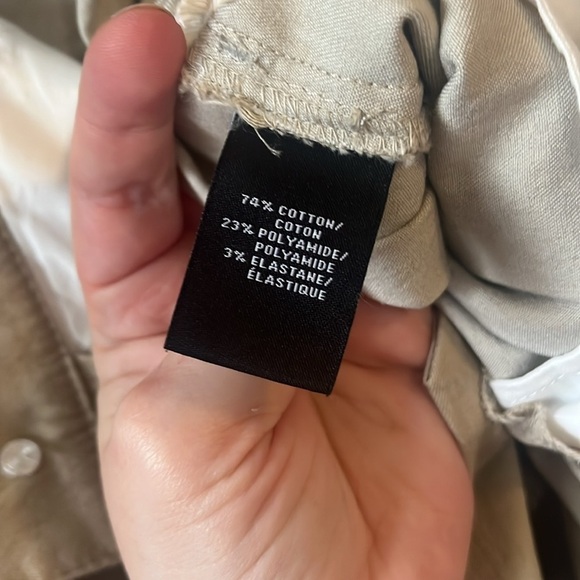 74% COTTON/
COTON
23% POLYAMIDE/
POLYAMIDE
3% ELASTANE/
ÉLASTIQUE